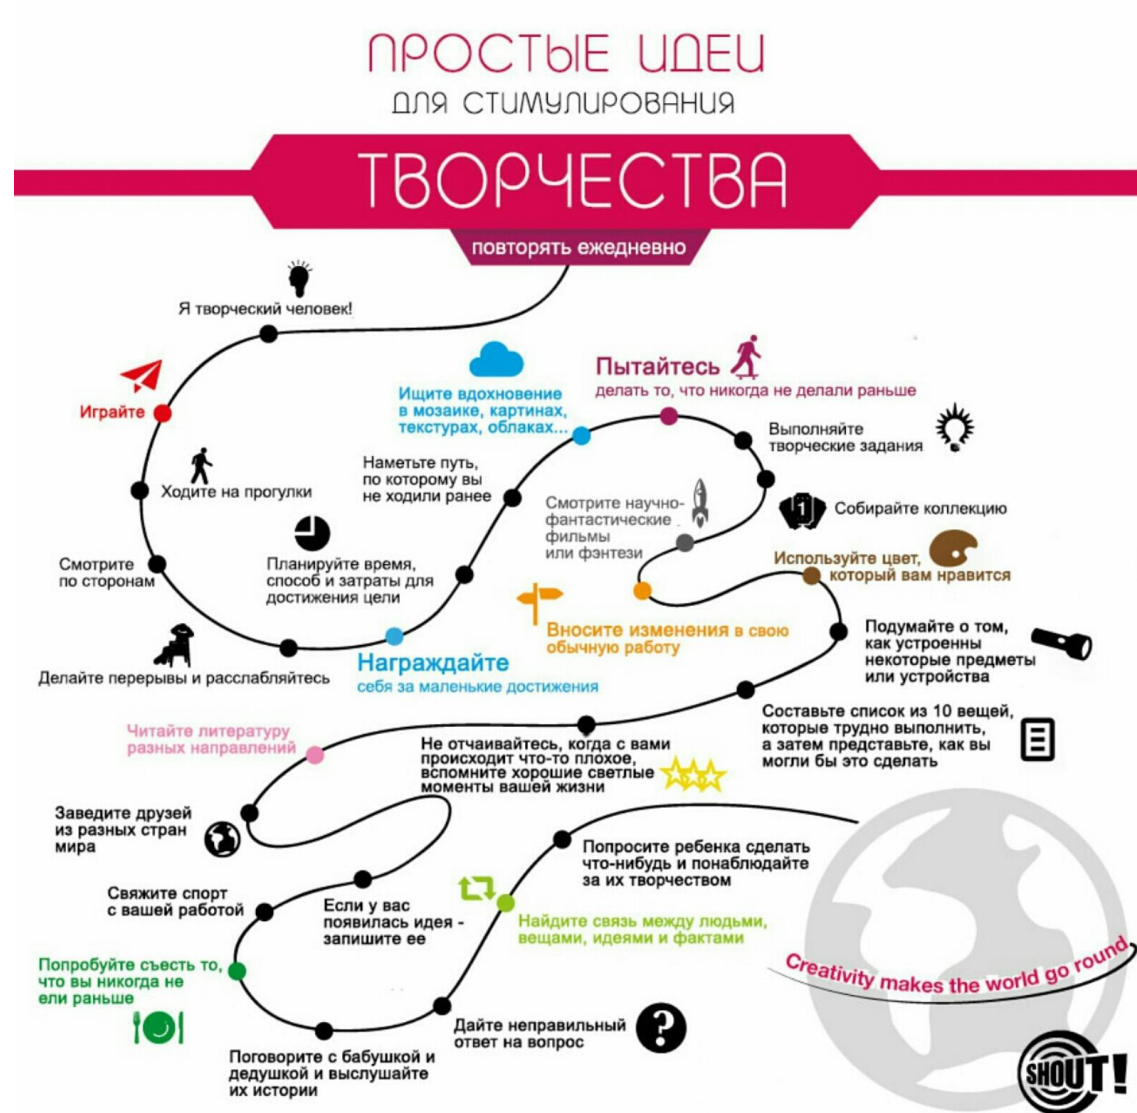 ПРОСТЫЕ ИДЕИ
ДЛЯ СТИМУЛИРОВАНИЯ
ТВОРЧЕСТВА
повторять ежедневно
Я творческий человек!
Играйте
Ходите на прогулки
Смотрите
по сторонам
Делайте перерывы и расслабляйтесь
Награждайте
себя за маленькие достижения
Планируйте время,
способ и затраты для
достижения цели
Наметьте путь,
по которому вы
не ходили ранее
Ищите вдохновение
в мозаике, картинах,
текстурах, облаках...
Пытайтесь
делать то, что никогда не делали раньше
Выполняйте
творческие задания
1
Собирайте коллекцию
Смотрите научно-
фантастические
фильмы
или фэнтези
Вносите изменения в свою
обычную работу
Используйте цвет,
который вам нравится
Подумайте о том,
как устроенны
некоторые предметы
или устройства
Составьте список из 10 вещей,
которые трудно выполнить,
а затем представьте, как вы
могли бы это сделать
Не отчаивайтесь, когда с вами
происходит что-то плохое,
вспомните хорошие светлые
моменты вашей жизни
Читайте литературу
разных направлений
Заведите друзей
из разных стран
мира
Если у вас
появилась идея -
запишите ее
Свяжите спорт
с вашей работой
Попробуйте съесть то,
что вы никогда не
ели раньше
Поговорите с бабушкой и
дедушкой и выслушайте
их истории
Дайте неправильный
ответ на вопрос
?
Найдите связь между людьми,
вещами, идеями и фактами
Попросите ребенка сделать
что-нибудь и понаблюдайте
за их творчеством
Creativity makes the world go round
SHOUT!